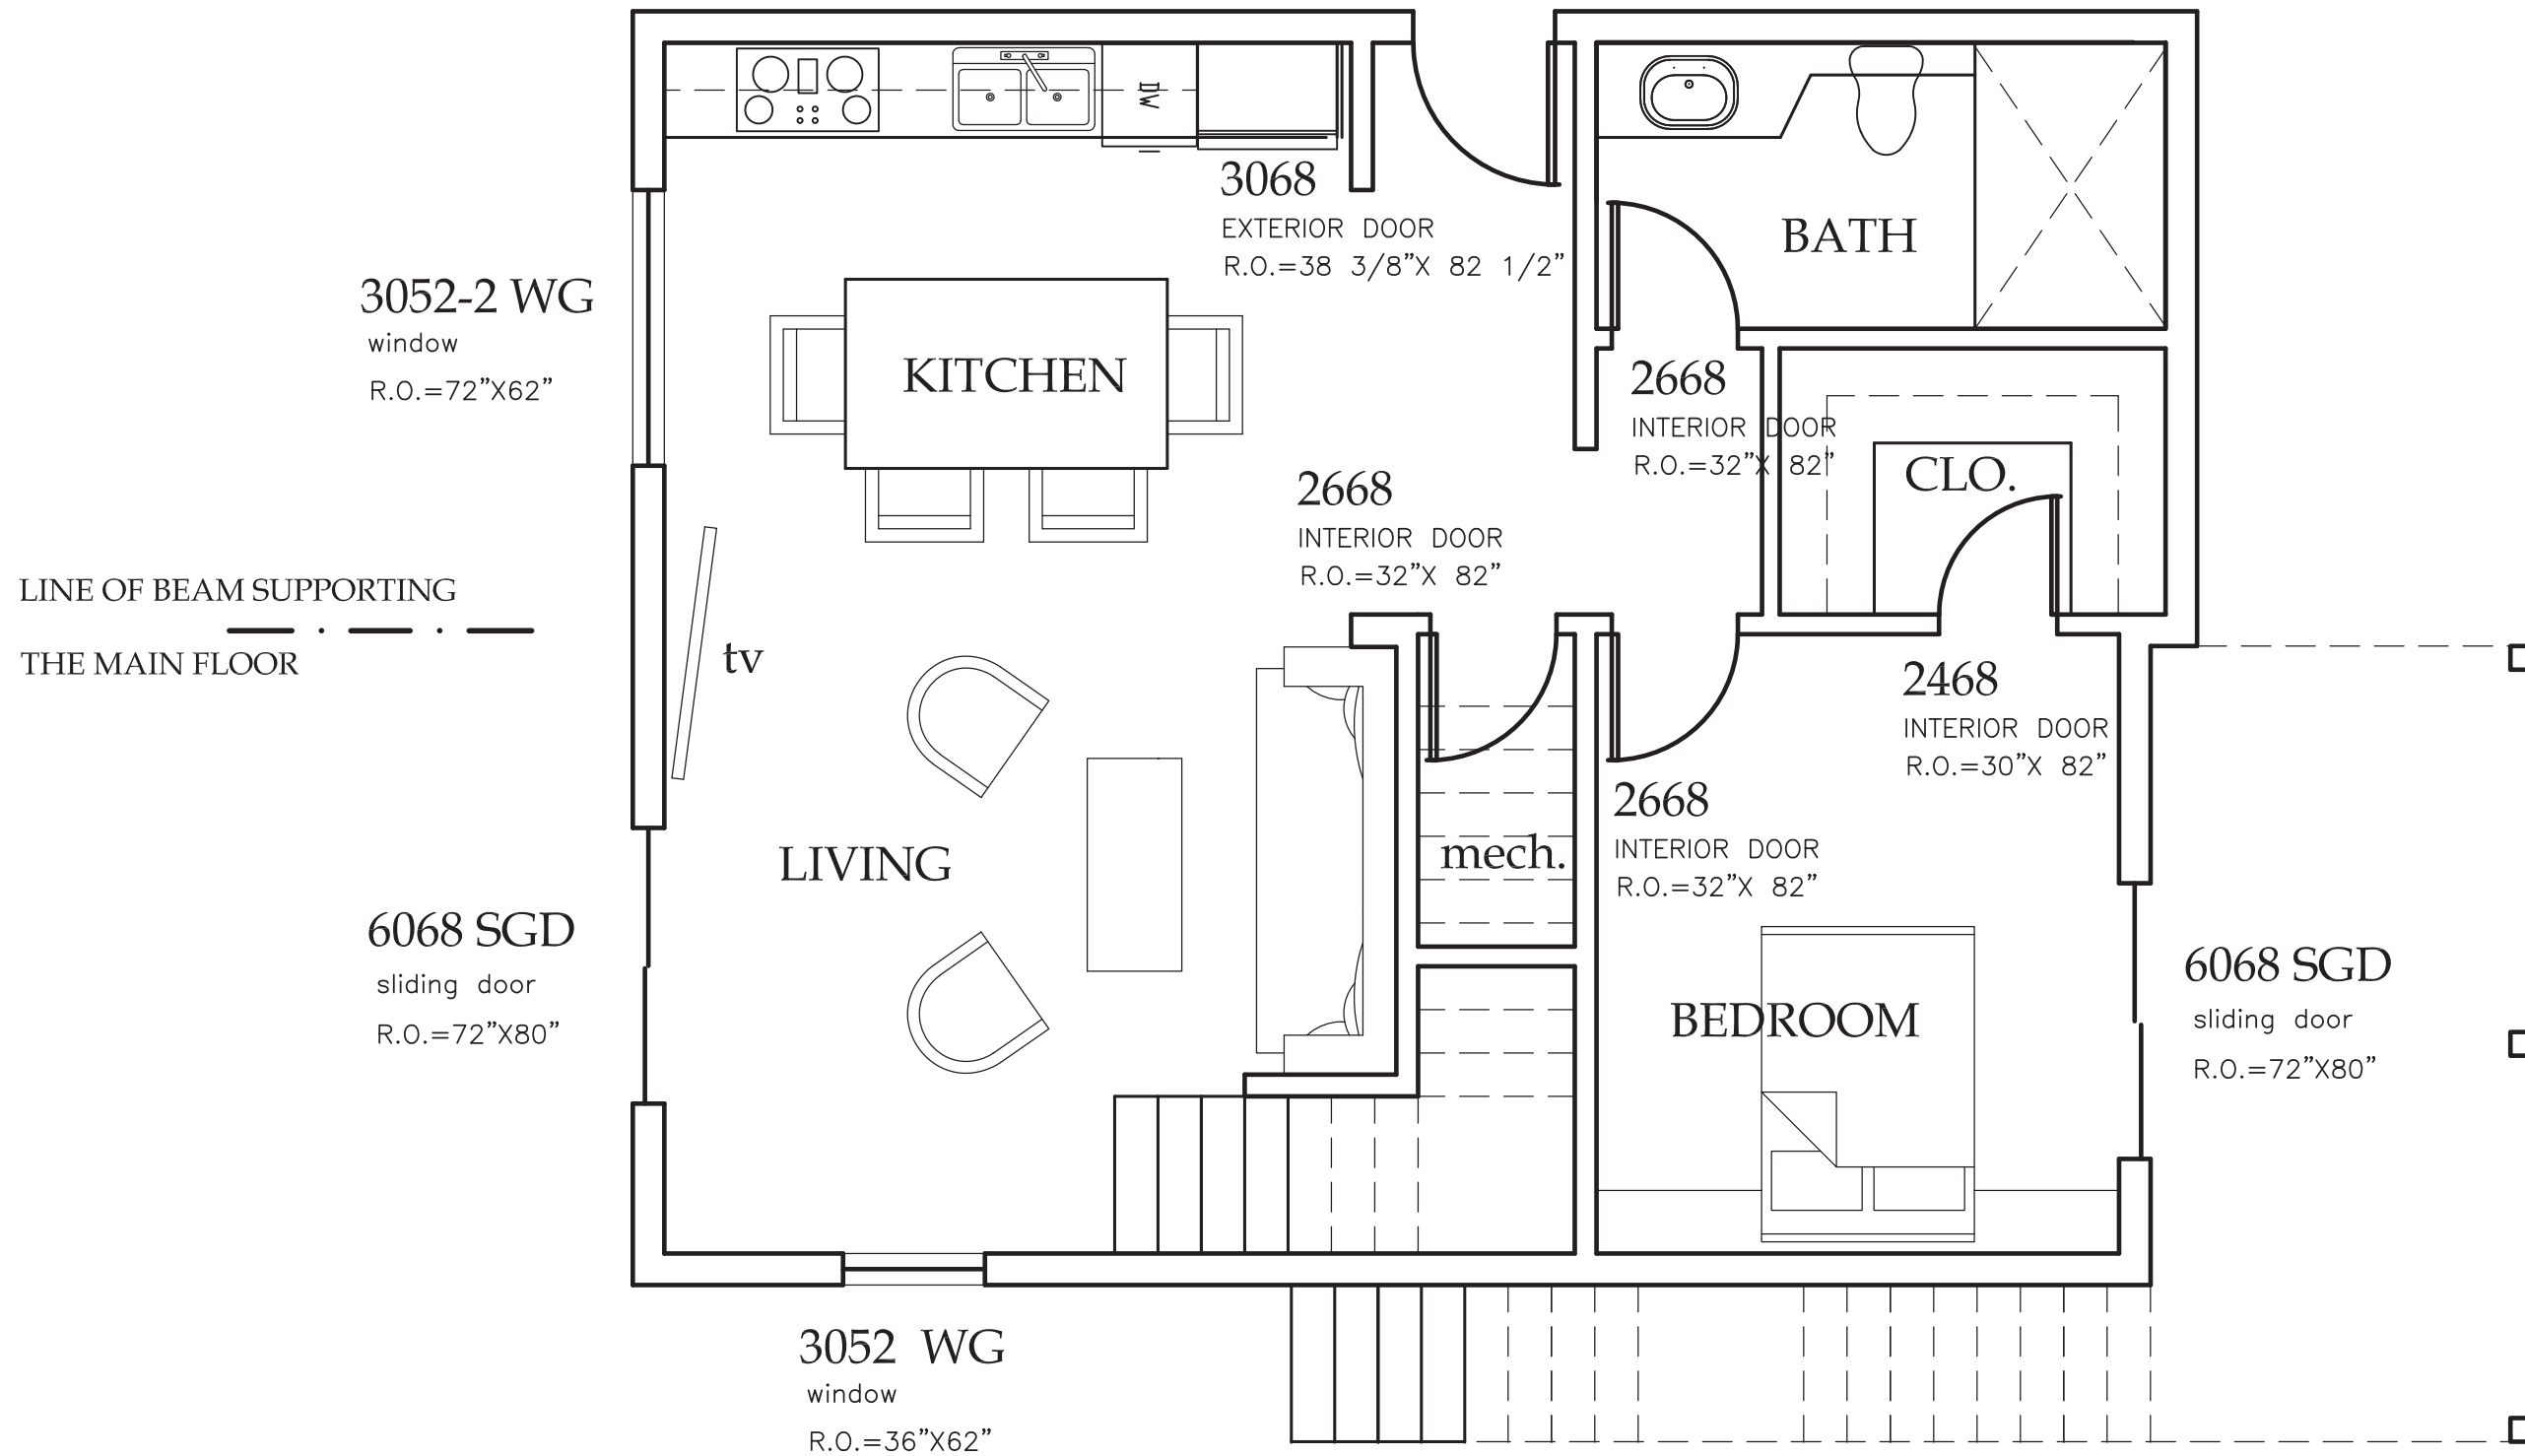 DW
3068
EXTERIOR DOOR
R.O.=38 3/8”X 82 1/2”
BATH
3052-2 WG
window
R.O.=72”X62”
KITCHEN
2668
INTERIOR DOOR
R.O.=32”X 82”
CLO.
2668
INTERIOR DOOR
R.O.=32”X 82”
LINE OF BEAM SUPPORTING
THE MAIN FLOOR
tv
2468
INTERIOR DOOR
R.O.=30”X 82”
2668
INTERIOR DOOR
R.O.=32”X 82”
LIVING
mech.
6068 SGD
sliding door
R.O.=72”X80”
BEDROOM
6068 SGD
sliding door
R.O.=72”X80”
3052 WG
window
R.O.=36”X62”